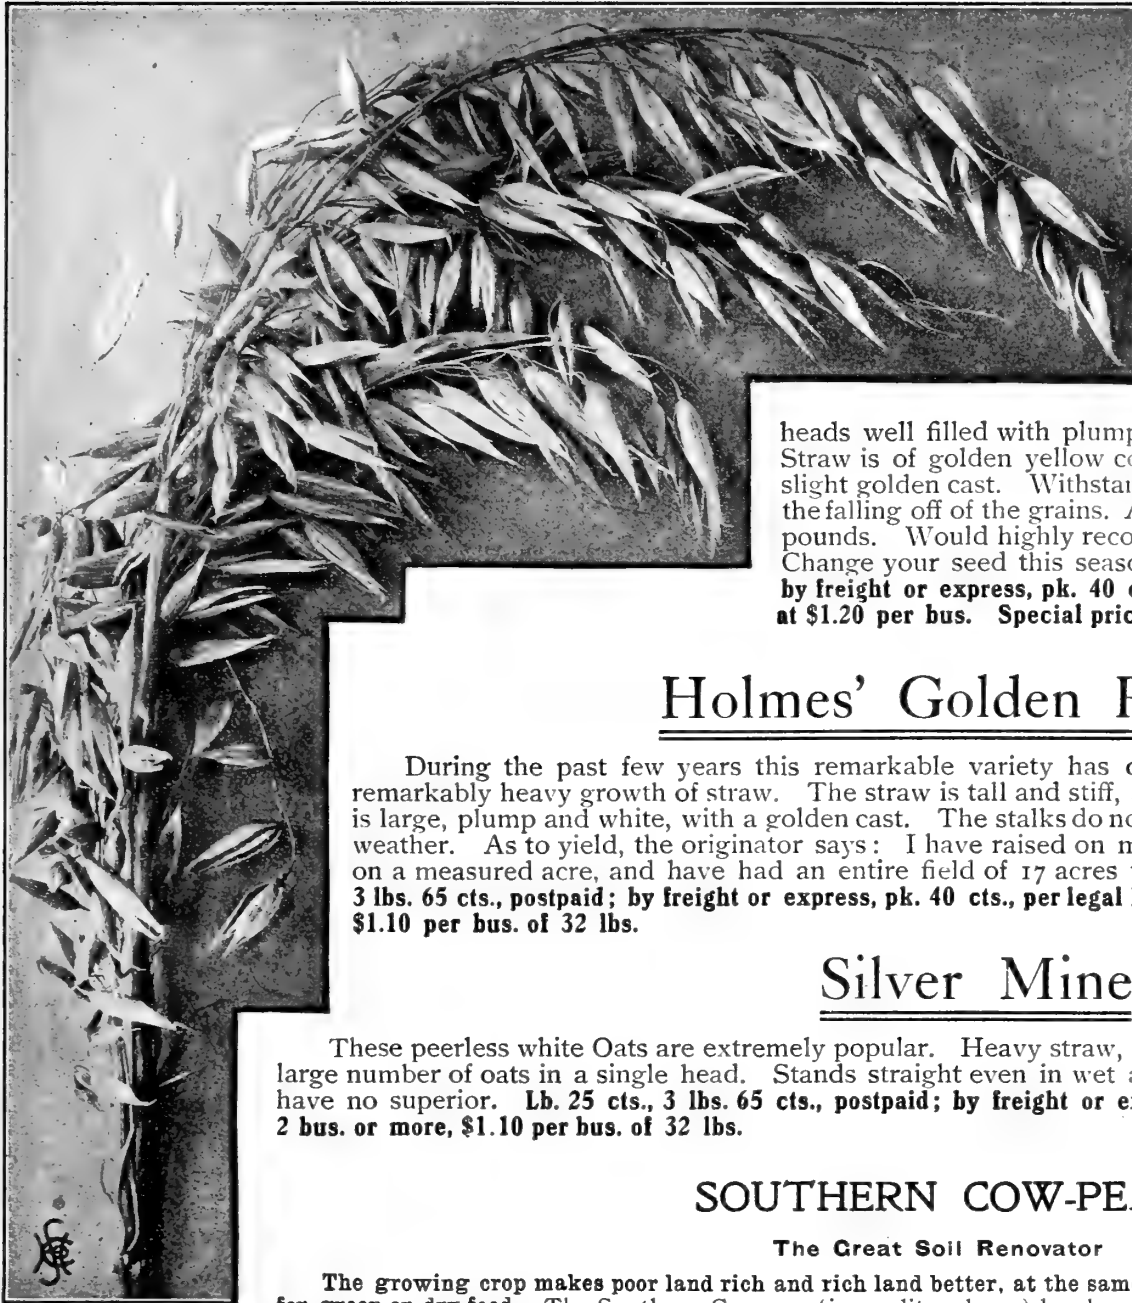 heads well filled with plump
Straw is of golden yellow
slight golden cast. Withstan
the falling off of the grains.
pounds. Would highly reco
Change your seed this seaso
by freight or express, pk. 40
at $1.20 per bus. Special pric
Holmes' Golden
During the past few years this remarkable variety has
remarkably heavy growth of straw. The straw is tall and stiff,
is large, plump and white, with a golden cast. The stalks do no
weather. As to yield, the originator says: I have raised on
on a measured acre, and have had an entire field of 17 acres
3 lbs. 65 cts., postpaid; by freight or express, pk. 40 cts., per legal
$1.10 per bus. of 32 lbs.
Silver Mine
These peerless white Oats are extremely popular. Heavy straw,
large number of oats in a single head. Stands straight even in wet
have no superior. Lb. 25 cts., 3 lbs. 65 cts., postpaid; by freight or
2 bus. or more, $1.10 per bus. of 32 lbs.
SOUTHERN COW-PE
The Great Soil Renovator
The growing crop makes poor land rich and rich land better, at the sam